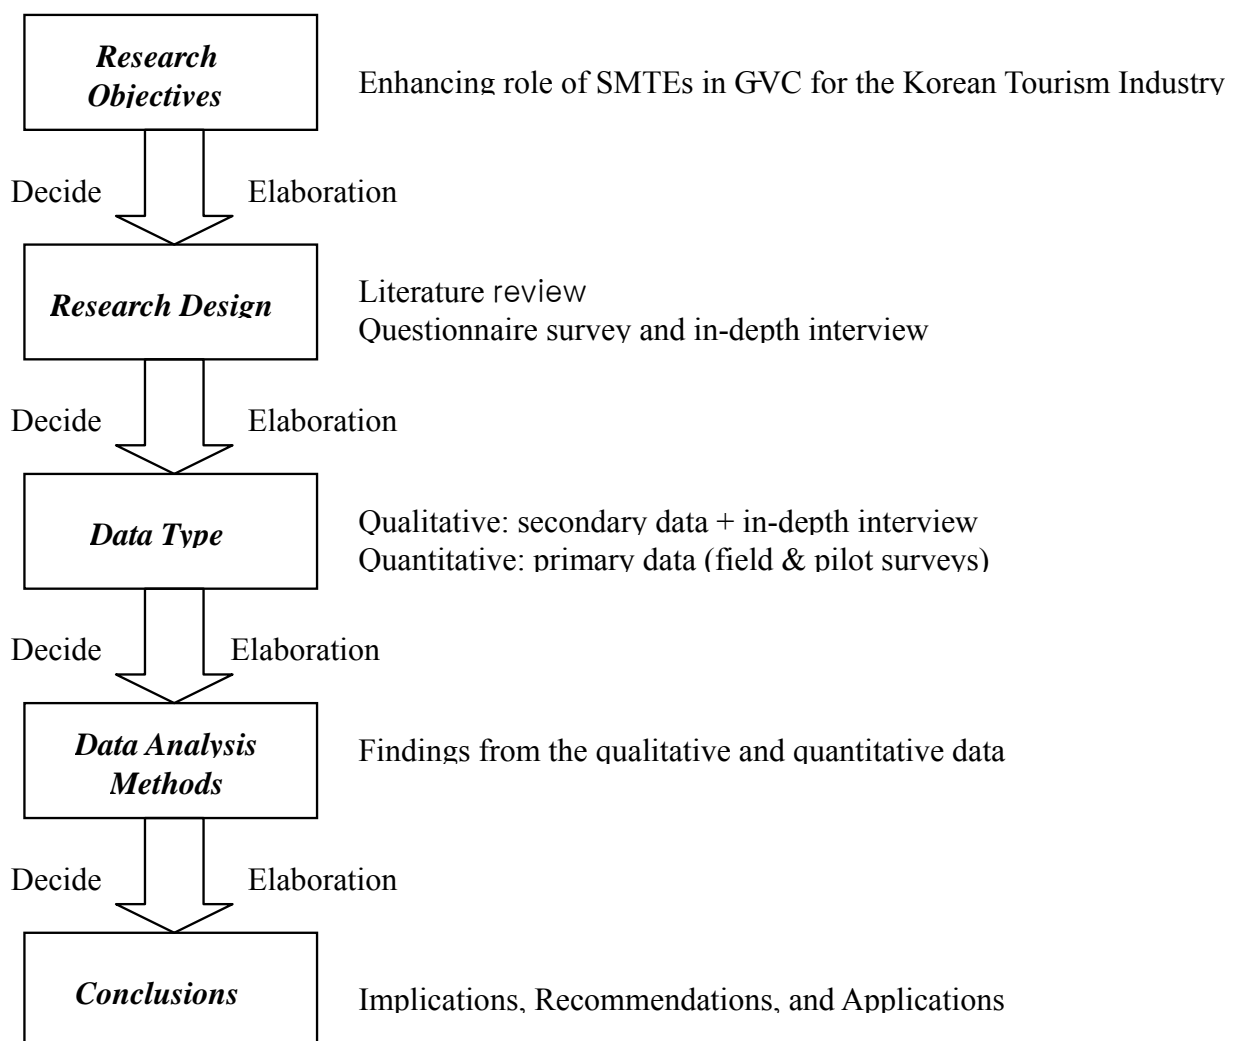 Research
Objectives
Enhancing role of SMTEs in GVC for the Korean Tourism Industry
Decide Elaboration
Research Design
Literature review
Questionnaire survey and in-depth interview
Decide Elaboration
Data Type
Qualitative: secondary data + in-depth interview
Quantitative: primary data (field & pilot surveys)
Decide Elaboration
Data Analysis
Methods
Findings from the qualitative and quantitative data
Decide Elaboration
Conclusions
Implications, Recommendations, and Applications